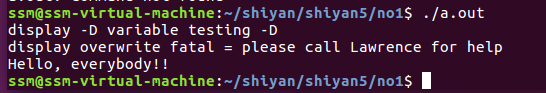 ssm@ssm-virtual-machine:~/shiyan/shiyan5/no1$ ./a.out
display -D variable testing -D
display overwrite fatal = please call Lawrence for help
Hello, everybody!!
ssm@ssm-virtual-machine:~/shiyan/shiyan5/no1$